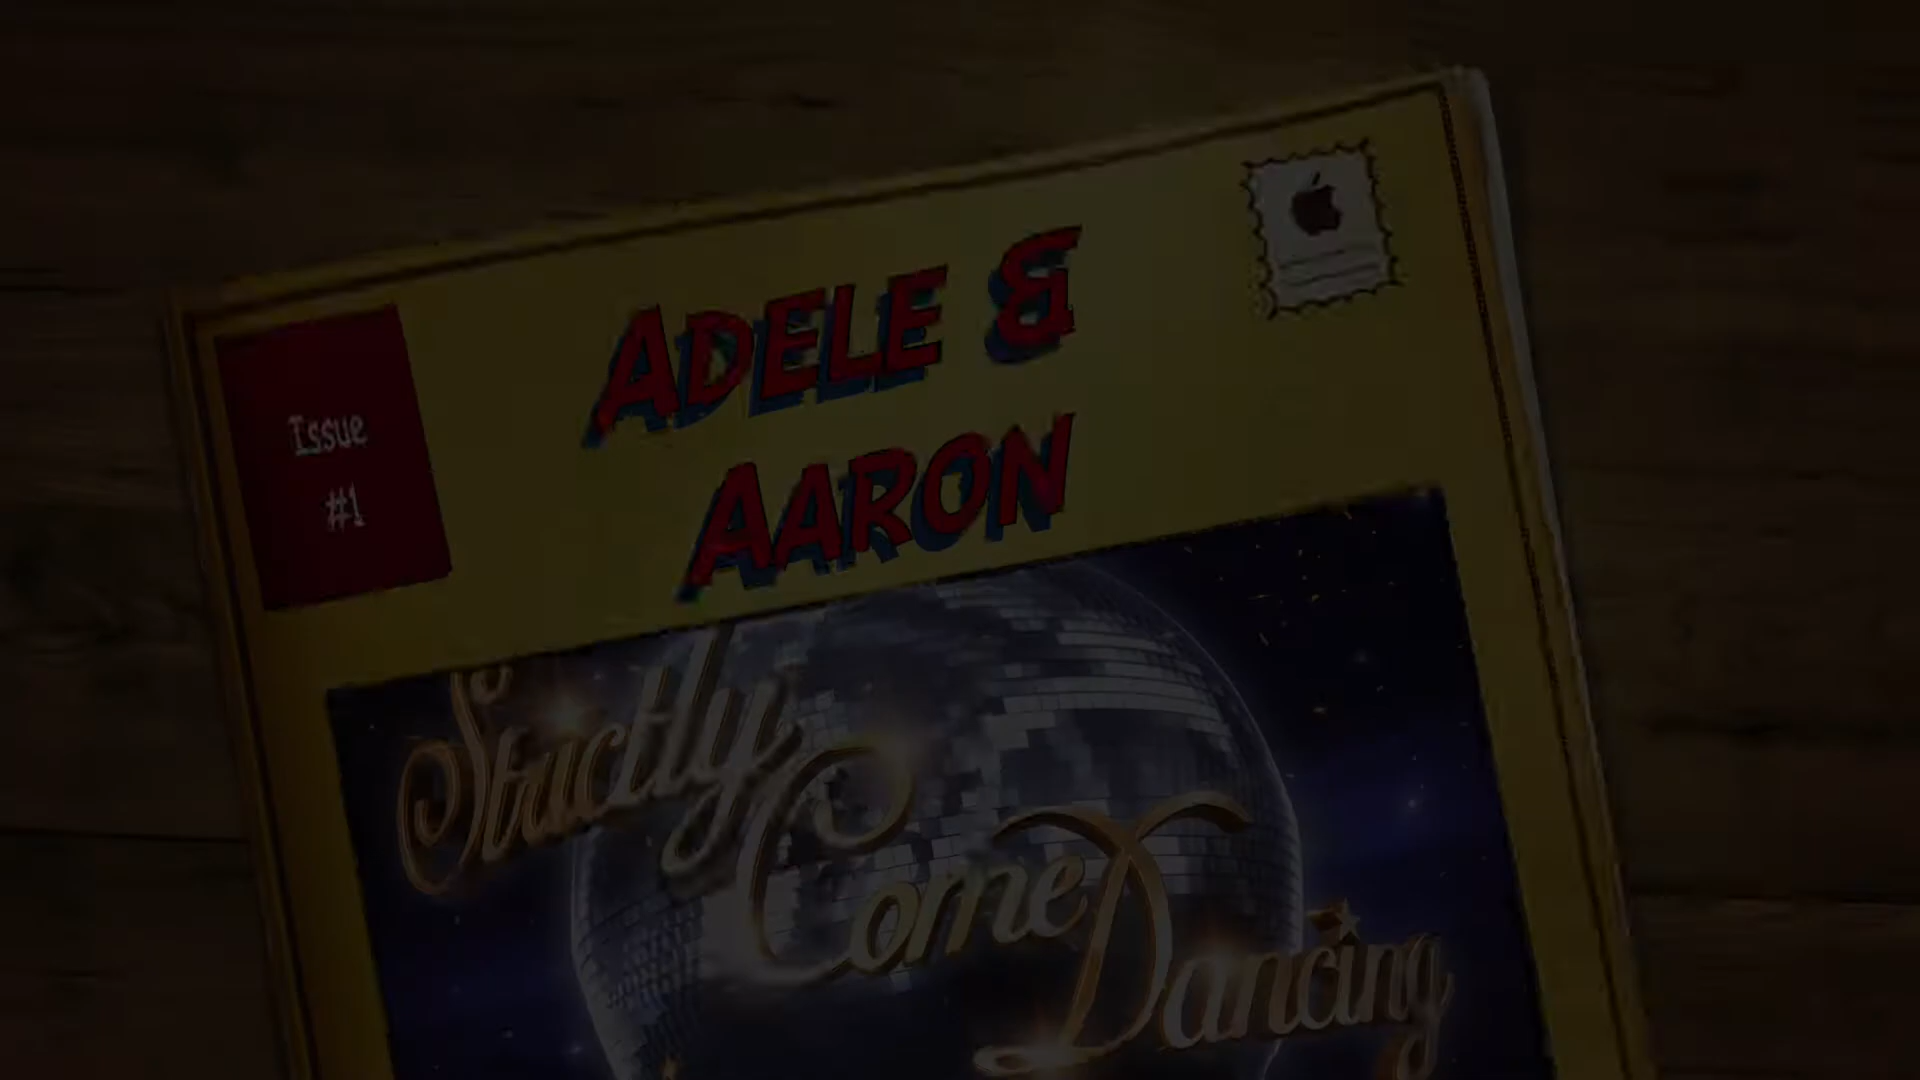 ADELE &
AARON
Issue
#1
Strictly
Come
Dancing